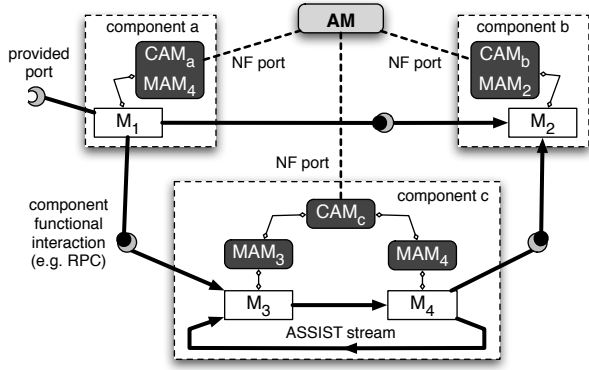 component a
AM
component b
provided
port
CAMa
MAM4
NF port
NF port
CAMb
MAM2
M1
M2
NF port
component c
component
functional
interaction
(e.g. RPC)
CAMc
MAM3
MAM4
M3
M4
ASSIST stream